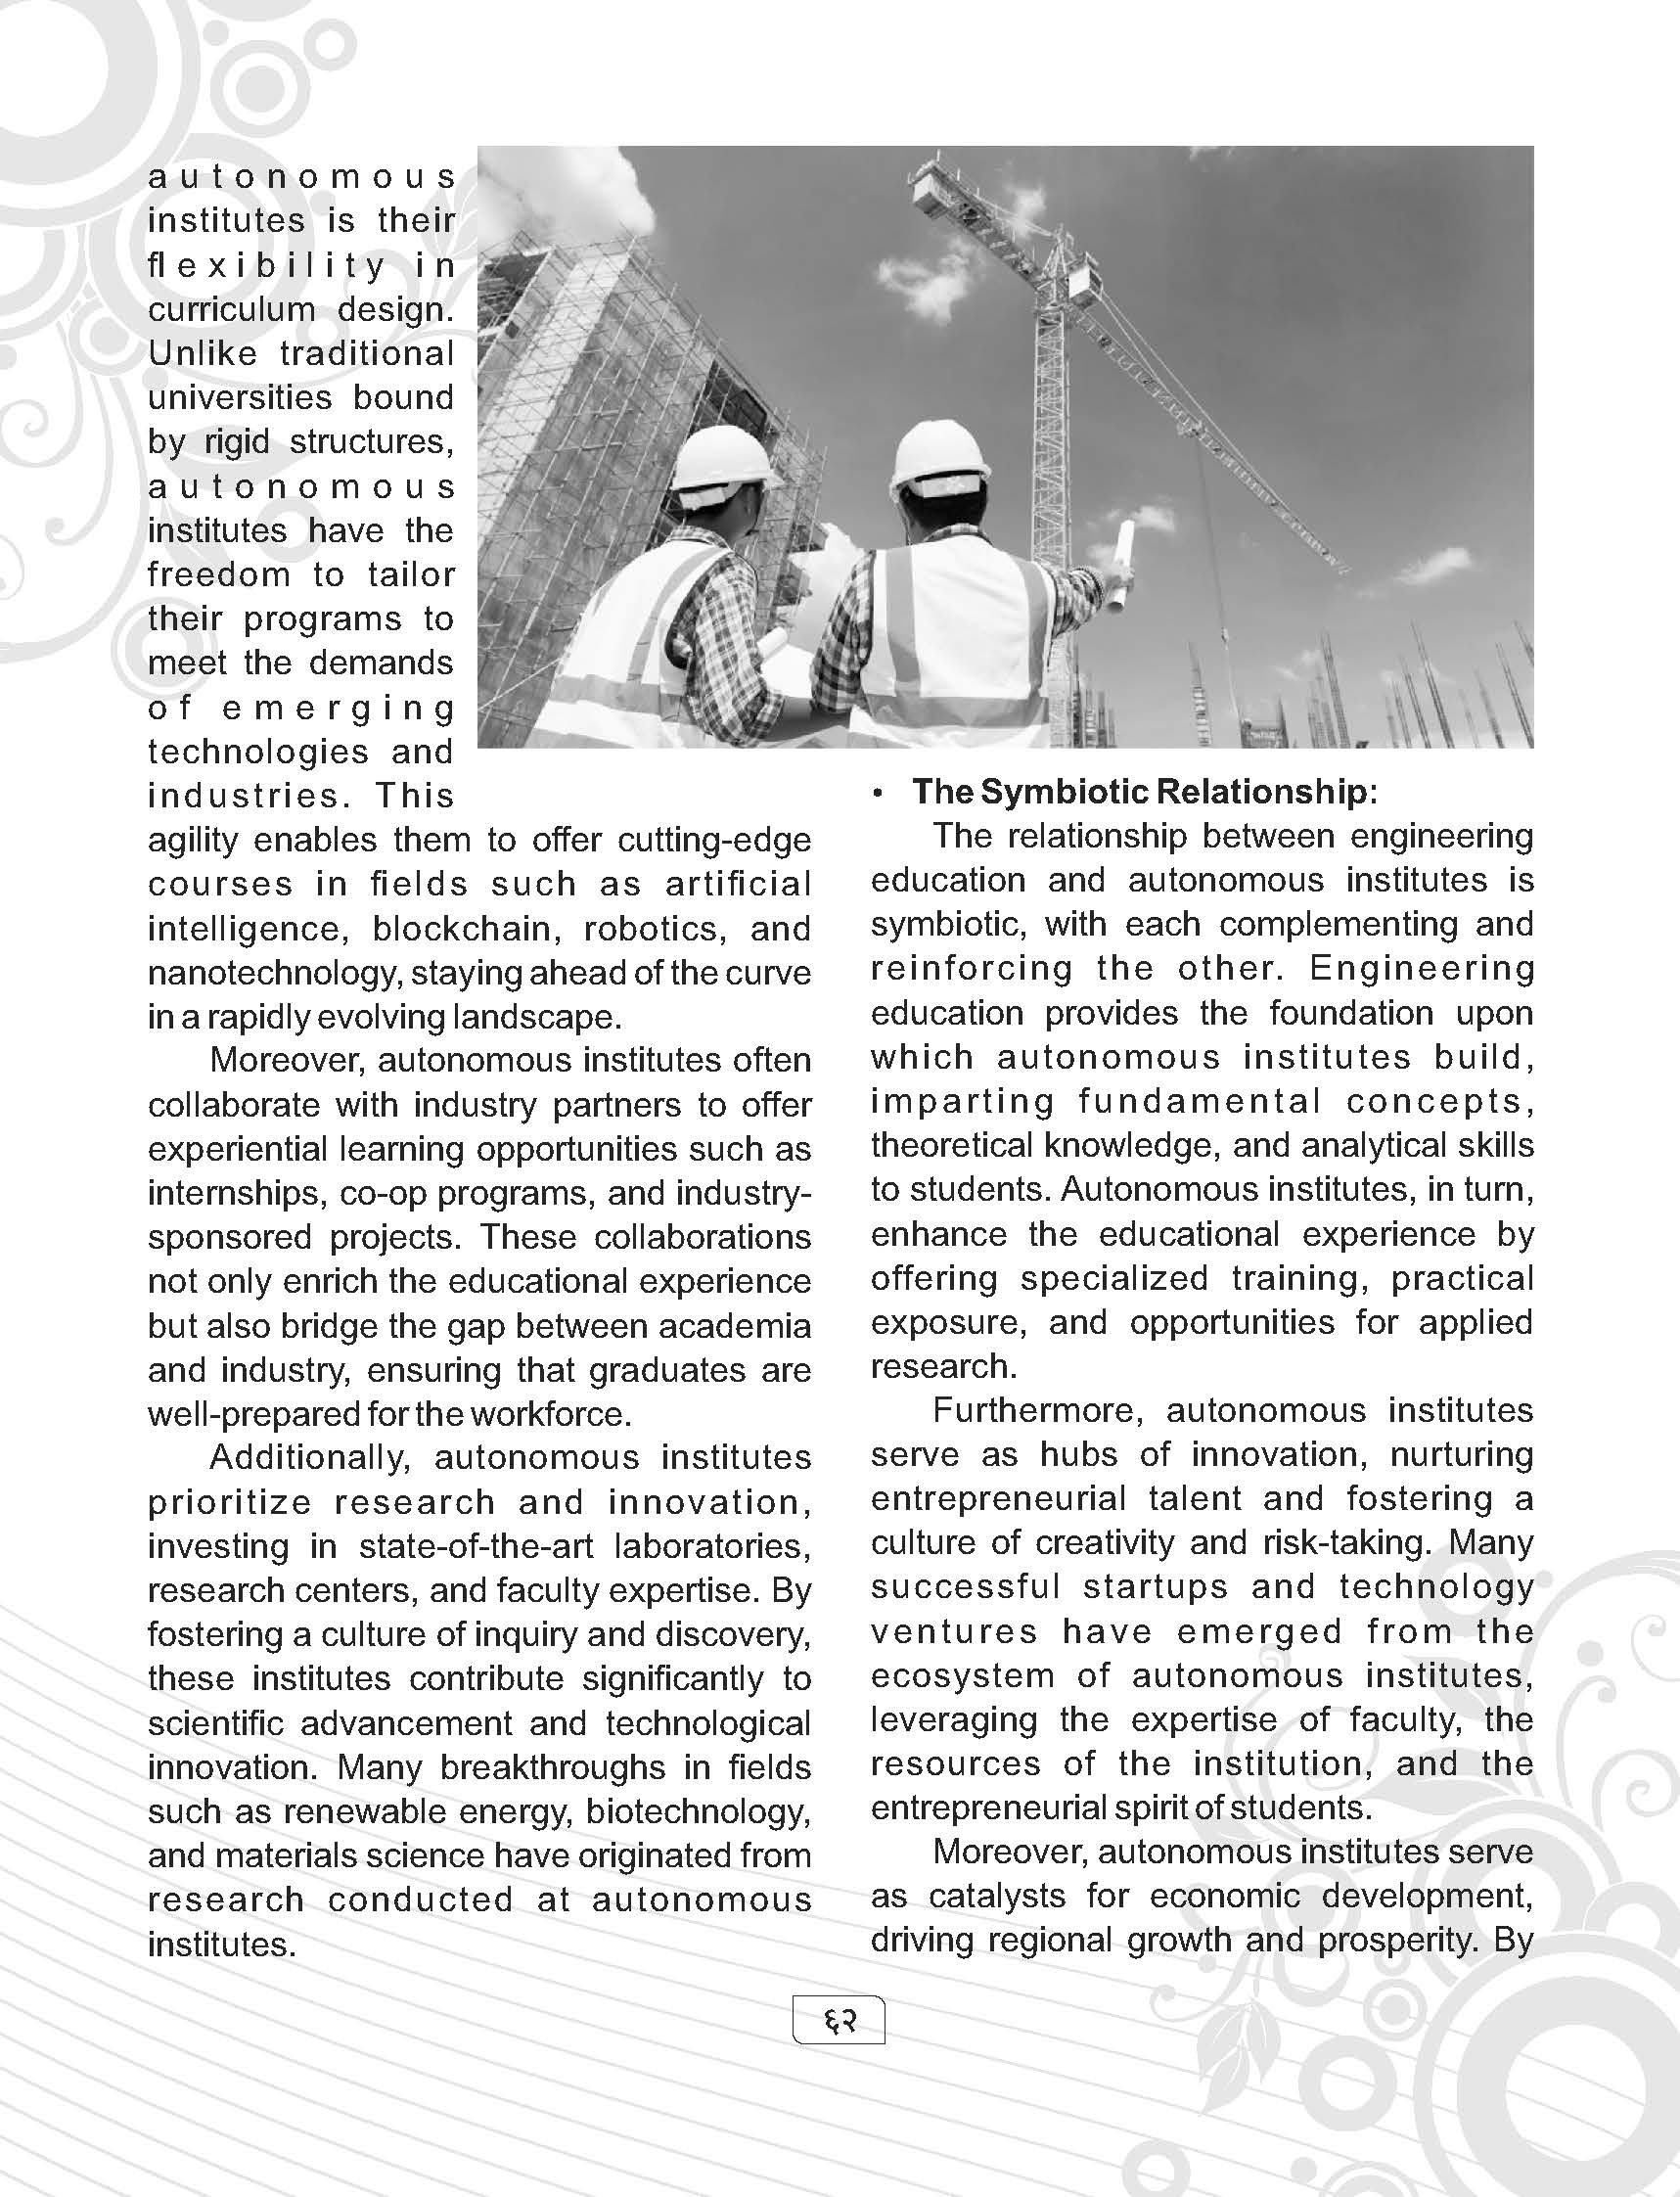 autonomous
institutes is their
flexibility in
curriculum design.
Unlike traditional
universities bound
by rigid structures,
autonomous
institutes have the
freedom to tailor
their programs to
meet the demands
of emerging
technologies and
industries. This
agility enables them to offer cutting-edge
courses in fields such as artificial
intelligence, blockchain, robotics, and
nanotechnology, staying ahead of the curve
in a rapidly evolving landscape.
Moreover, autonomous institutes often
collaborate with industry partners to offer
experiential learning opportunities such as
internships, co-op programs, and industry-
sponsored projects. These collaborations
not only enrich the educational experience
but also bridge the gap between academia
and industry, ensuring that graduates are
well-prepared for the workforce.
Additionally, autonomous institutes
prioritize research and innovation,
investing in state-of-the-art laboratories,
research centers, and faculty expertise. By
fostering a culture of inquiry and discovery,
these institutes contribute significantly to
scientific advancement and technological
innovation. Many breakthroughs in fields
such as renewable energy, biotechnology,
and materials science have originated from
research conducted at autonomous
institutes.
• The Symbiotic Relationship:
The relationship between engineering
education and autonomous institutes is
symbiotic, with each complementing and
reinforcing the other. Engineering
education provides the foundation upon
which autonomous institutes build,
imparting fundamental concepts,
theoretical knowledge, and analytical skills
to students. Autonomous institutes, in turn,
enhance the educational experience by
offering specialized training, practical
exposure, and opportunities for applied
research.
Furthermore, autonomous institutes
serve as hubs of innovation, nurturing
entrepreneurial talent and fostering a
culture of creativity and risk-taking. Many
successful startups and technology
ventures have emerged from the
ecosystem of autonomous institutes,
leveraging the expertise of faculty, the
resources of the institution, and the
entrepreneurial spirit of students.
Moreover, autonomous institutes serve
as catalysts for economic development,
driving regional growth and prosperity. By
६२